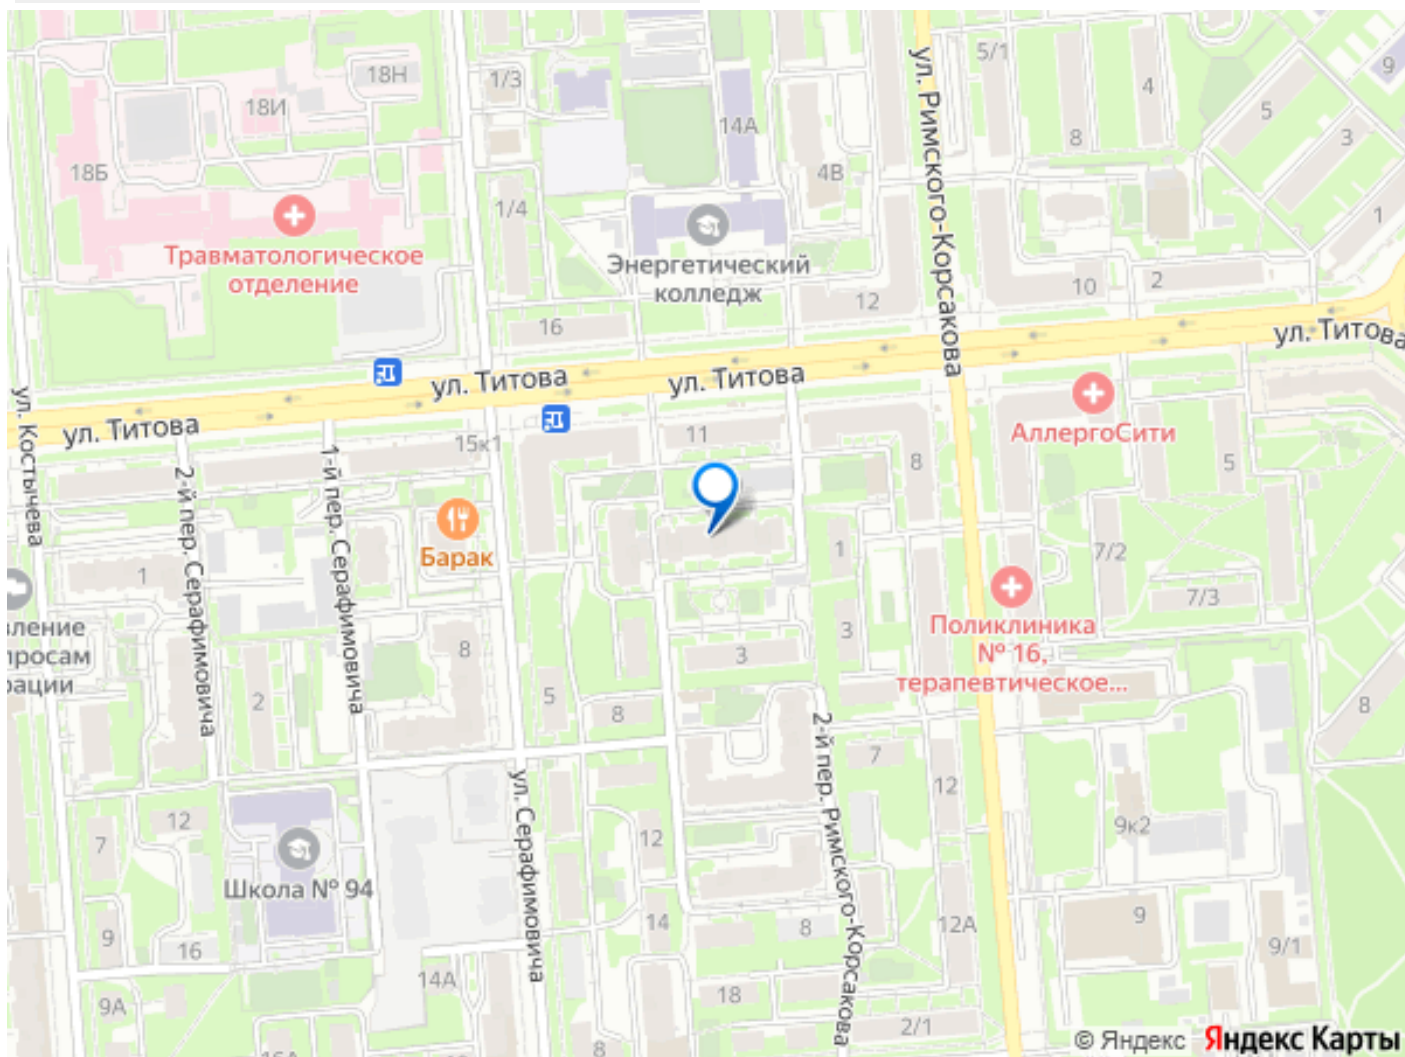 18Н
1/3
5/1
9
4
5
18И
14А
8
3
18Б
4В
1/4
1
Травматологическое
отделение
Энергетический
колледж
ул. Римского-Корсакова
2
10
12
16
ул. Титова
ул. Титова
ул. Титова
ул. Титова
ул. Костычева
АллергоСити
11
15к1
8
5
2-й пер. Серафимовича
1-й пер. Серафимовича
Барак
1
1
7/2
7/3
вление
просам
рации
Поликлиника
№ 16,
терапевтическое...
3
3
8
2
5
8
8
2-й пер. Римского-Корсакова
7
ул. Серафимовича
12
12
7
12
9к2
Школа № 94
9
16
14
8
12А
9
9/1
14А
9А
18
2/1
16А
8
© Яндекс Яндекс Карты